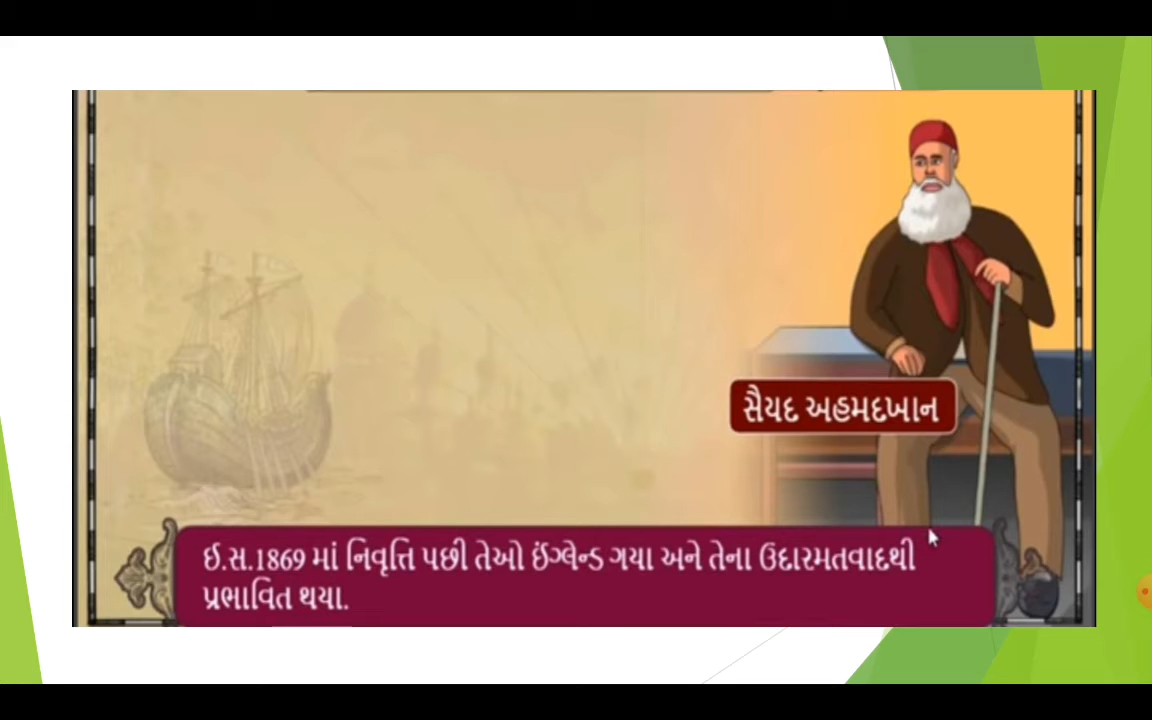 સૈયદ અહમદખાન
ઈ.સ.1869 માં નિવૃત્તિ પછી તેઓ ઈંગ્લેન્ડ ગયા અને તેના ઉદારમતવાદથી
પ્રભાવિત થયા.